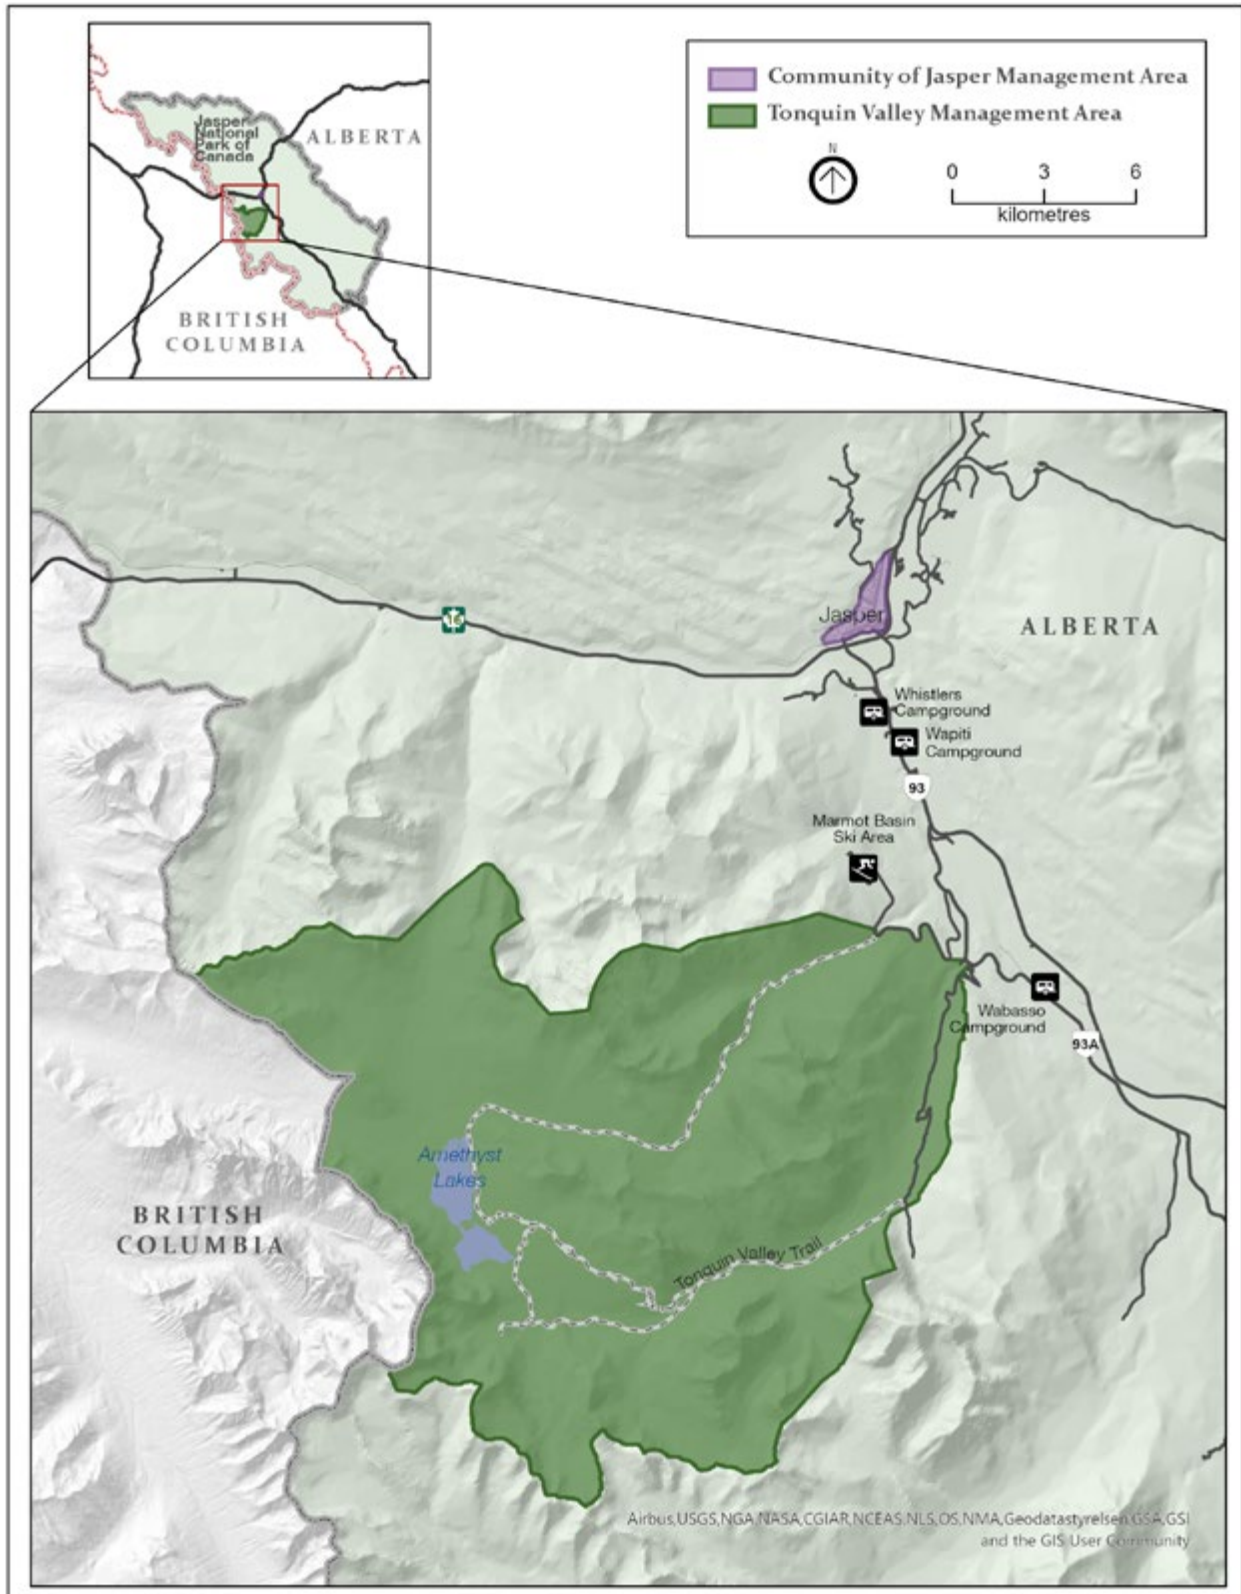 Jasper
National
Park of
Canada
ALBERTA
BRITISH
COLUMBIA
Community of Jasper Management Area
Tonquin Valley Management Area
N
0 3 6
kilometres
16
Jasper
ALBERTA
Whistlers
Campground
Wapiti
Campground
93
Marmot Basin
Ski Area
Wabasso
Campground
93A
Amethyst
Lakes
BRITISH
COLUMBIA
Tonquin Valley Trail
Airbus,USGS,NGA,NASA,CGIAR,NCEAS,NLS,OS,NMA,Geodatastyrelsen,GSA,GSI
and the GIS User Community